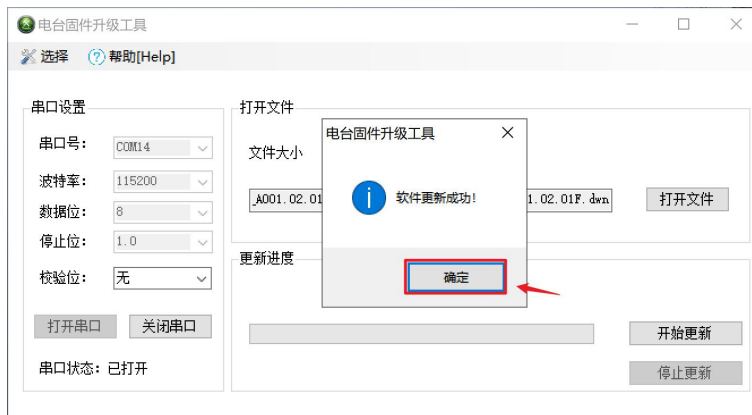 电台固件升级工具
选择 帮助[Help]
串口设置
串口号： COM14
波特率： 115200
数据位： 8
停止位： 1.0
校验位： 无
打开串口 关闭串口
串口状态：已打开
打开文件
文件大小
_A001.02.01 1.02.01F.dwn 打开文件
电台固件升级工具
软件更新成功!
确定
更新进度
开始更新
停止更新